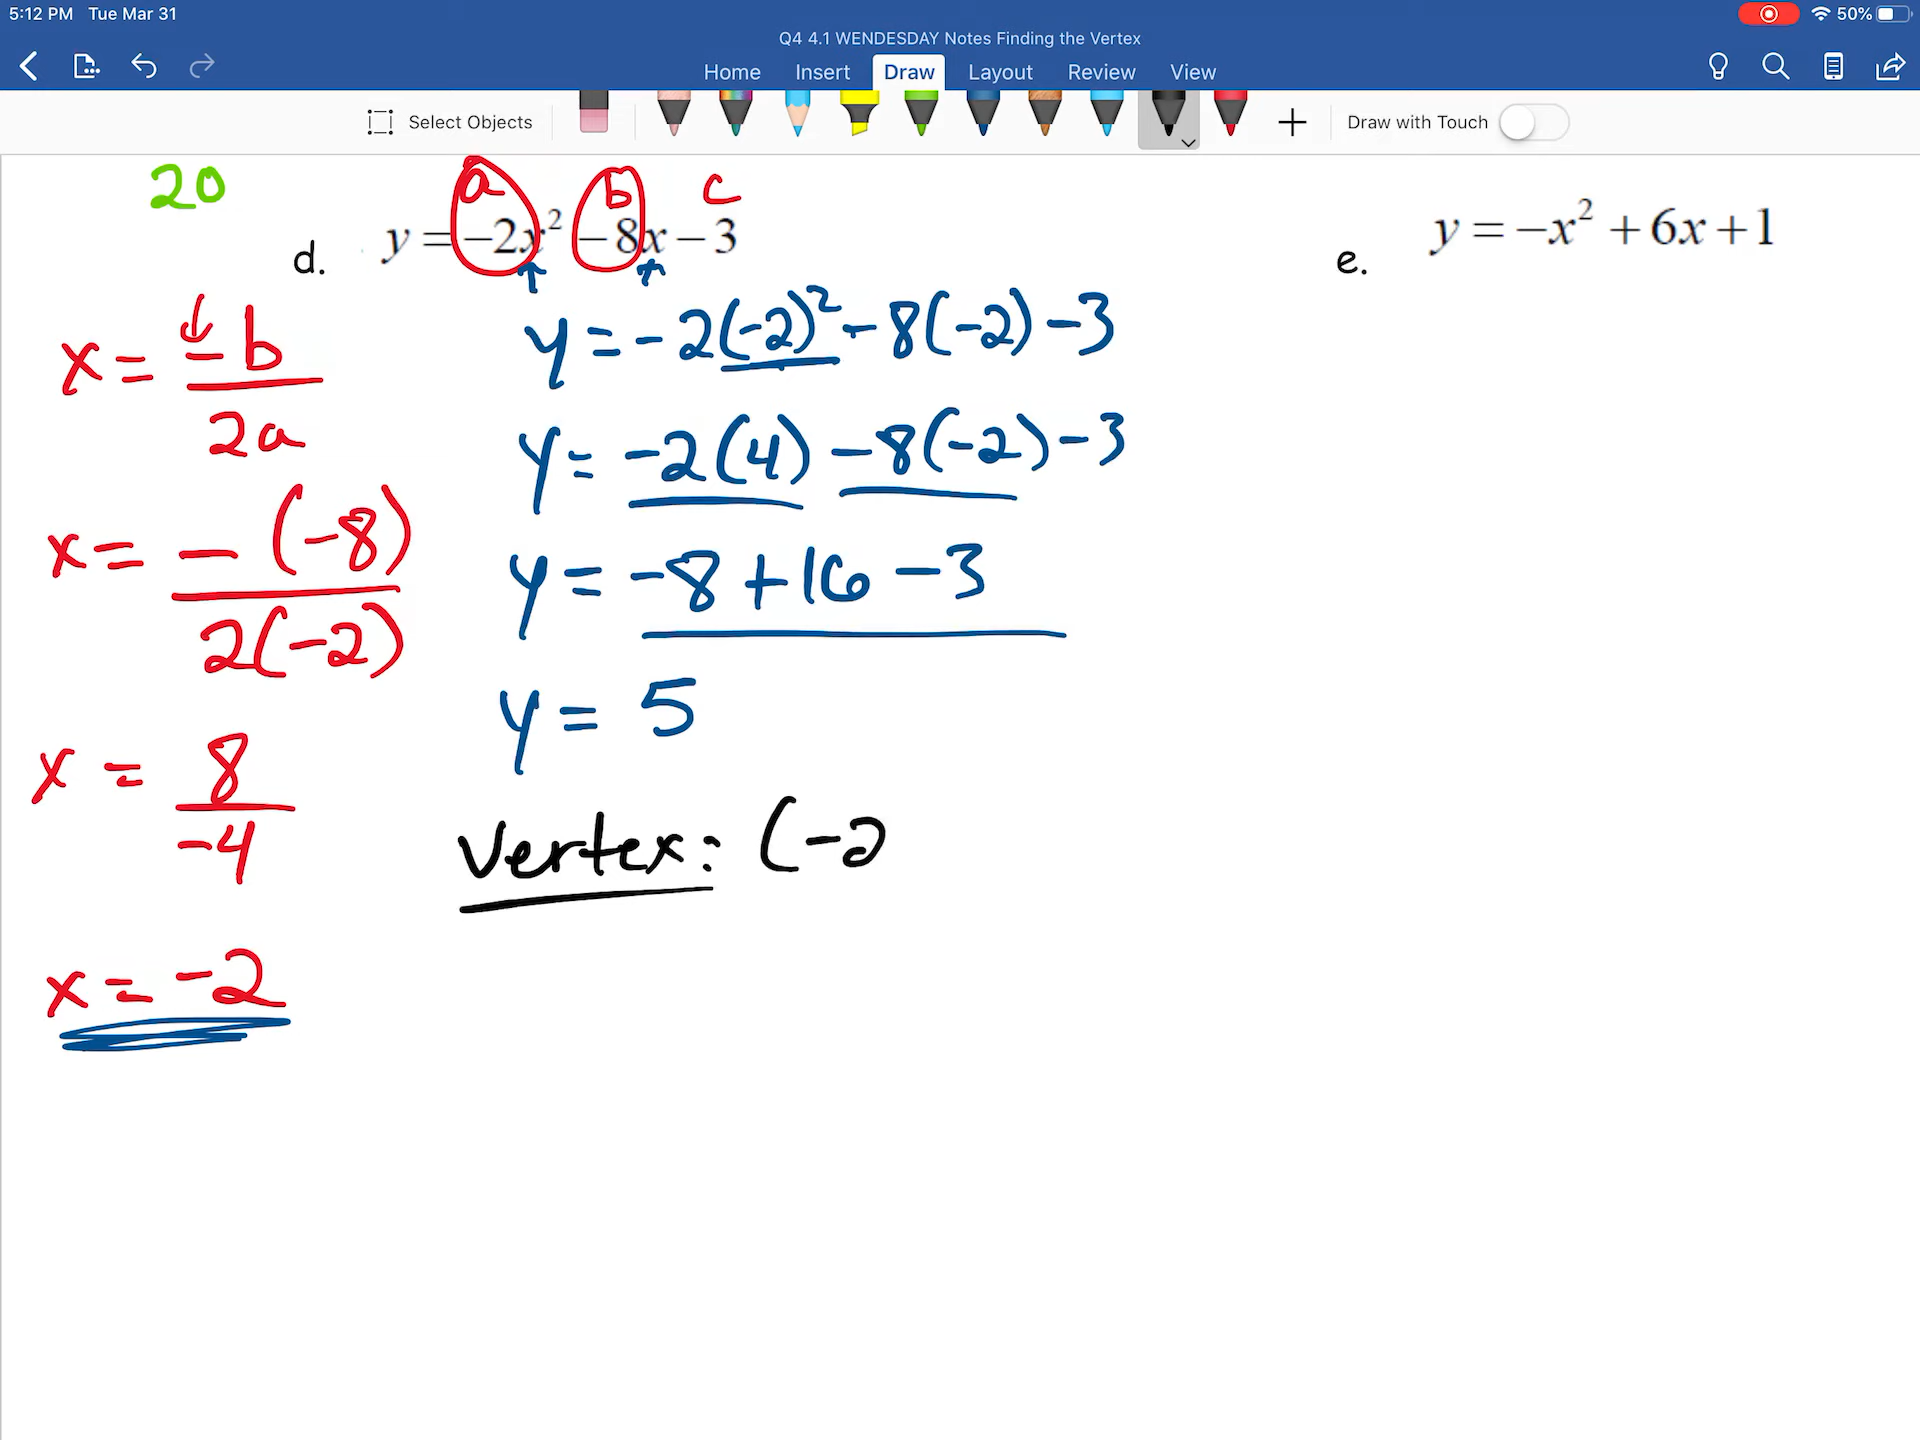 5:12 PM Tue Mar 31
50%
Q4 4.1 WENDESDAY Notes Finding the Vertex
Home Insert Draw Layout Review View
Select Objects
Draw with Touch
20
a b c
d. y = −2x² − 8x − 3
x = -b / 2a
x = -(-8) / 2(-2)
x = 8 / -4
x = -2
y = -2(-2)² - 8(-2) - 3
y = -2(4) - 8(-2) - 3
y = -8 + 16 - 3
y = 5
Vertex: (-2
e. y = −x² + 6x + 1